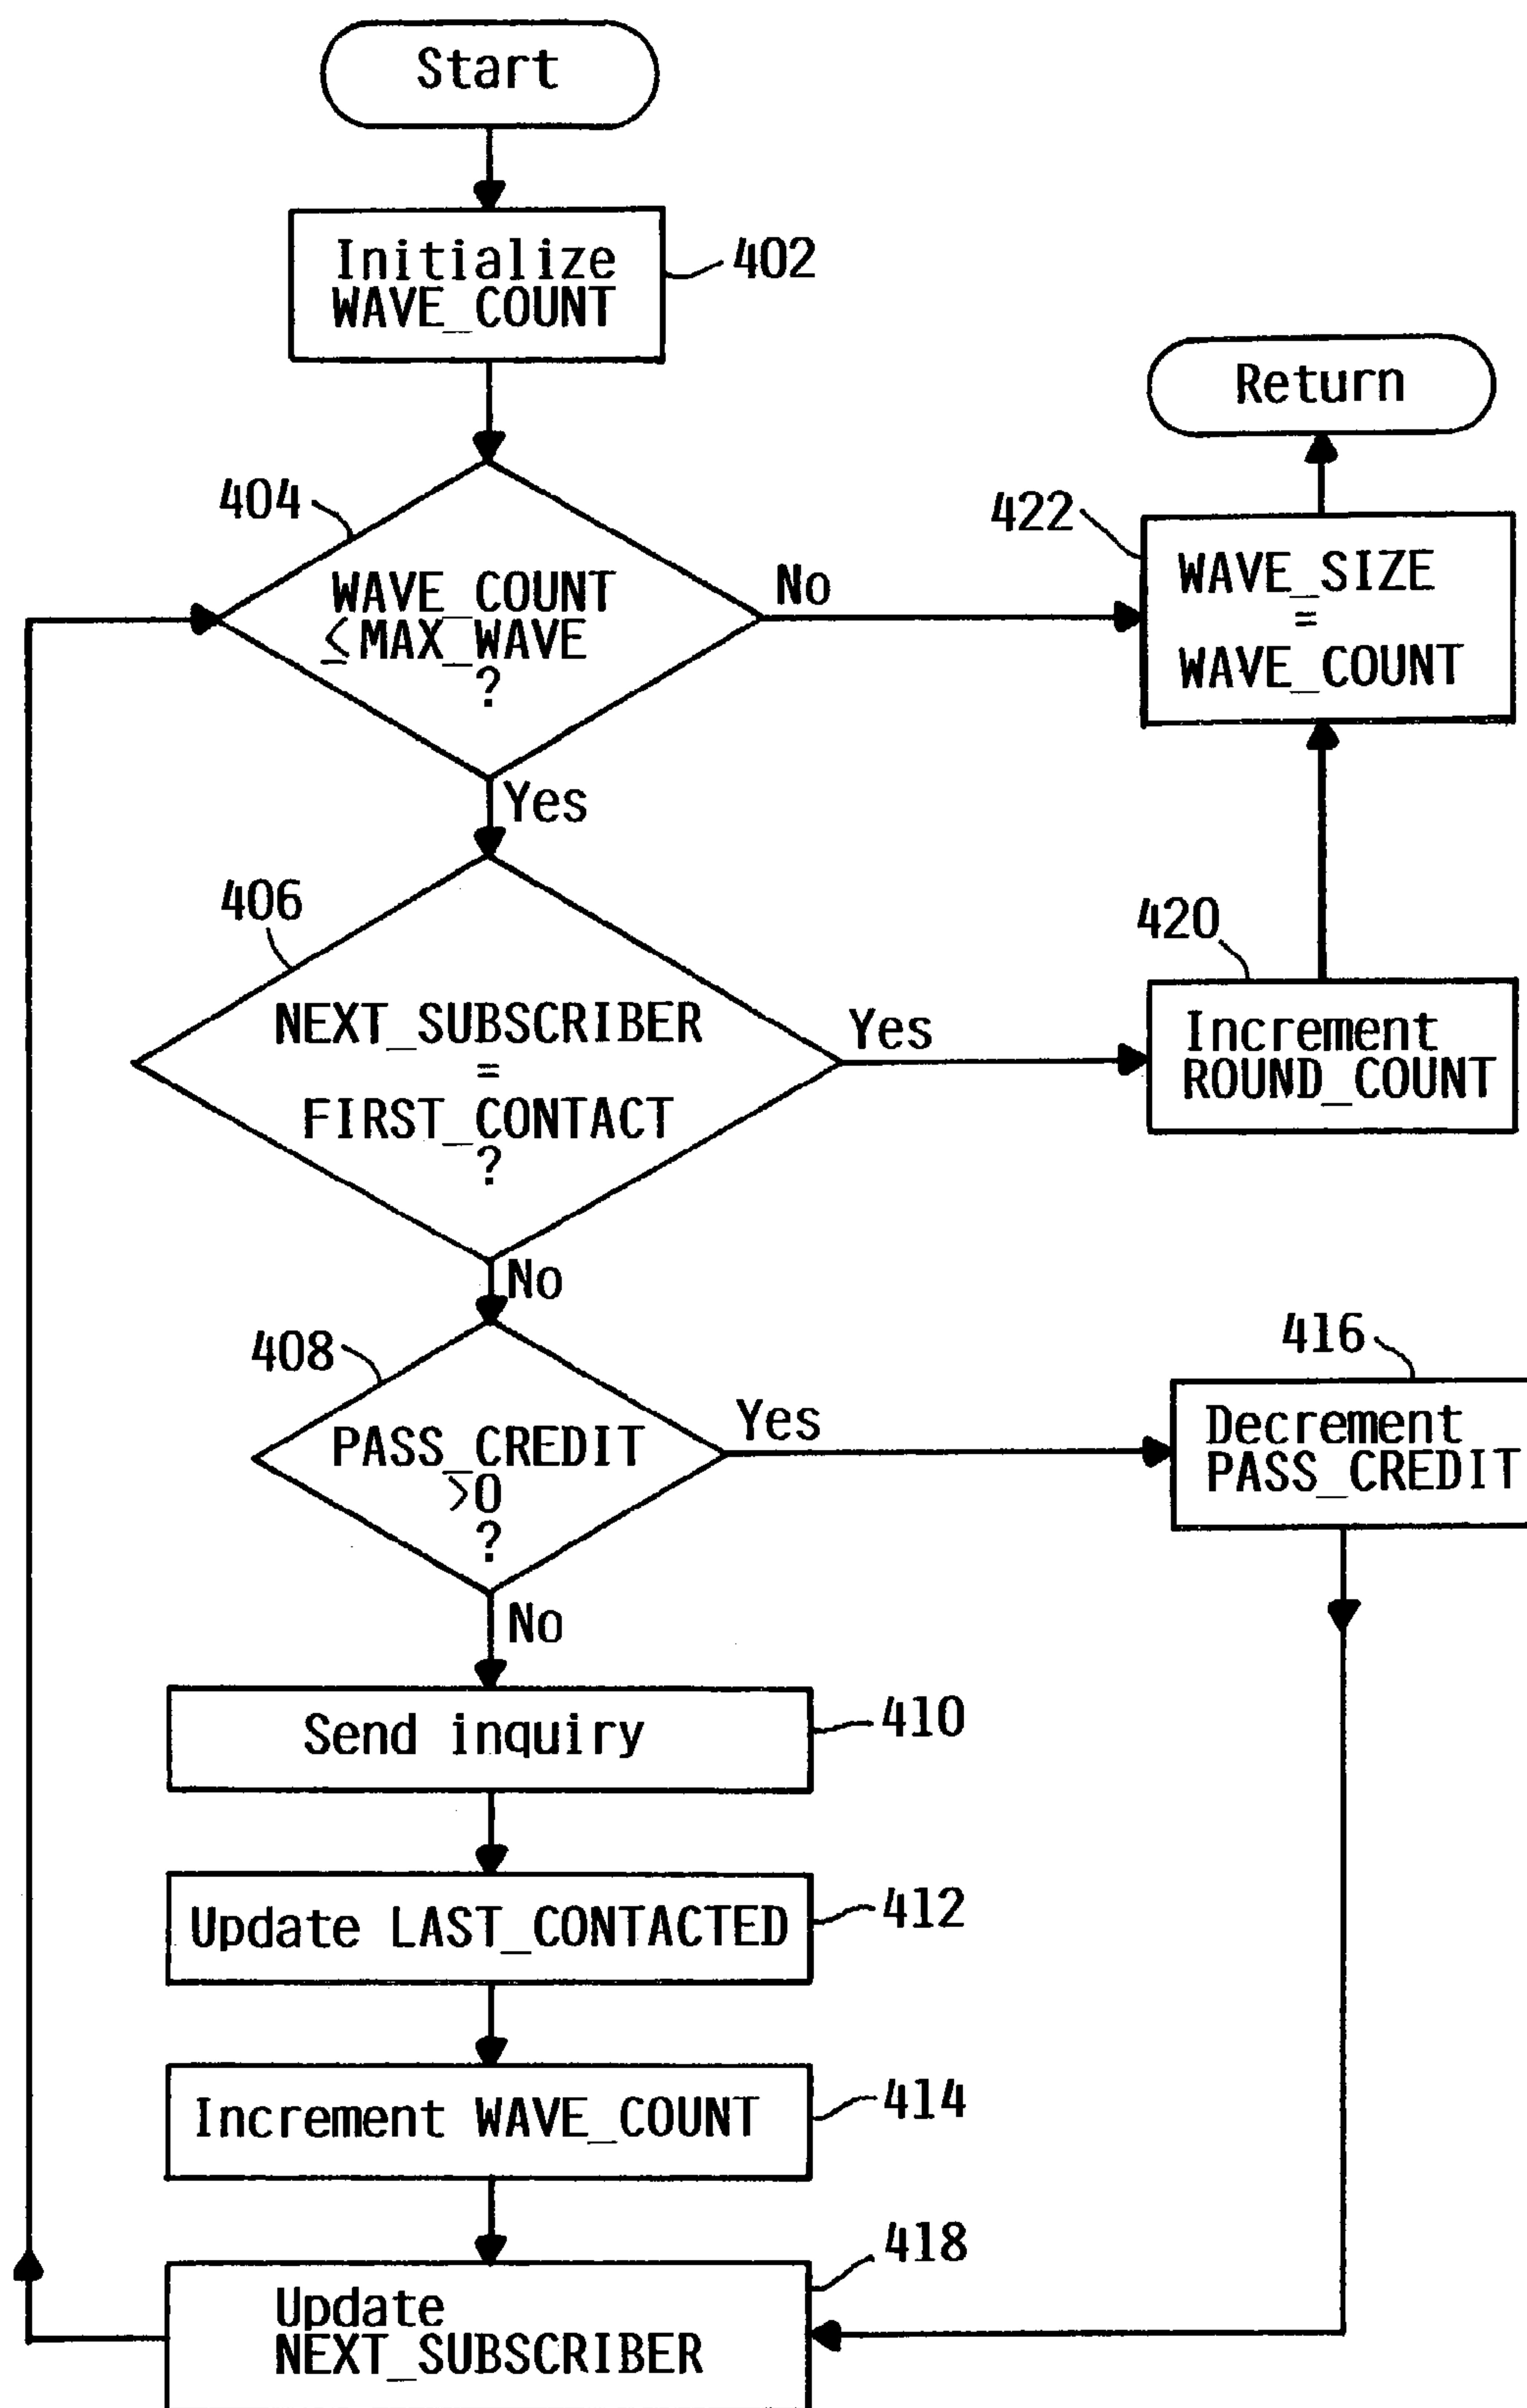 Start
Initialize
WAVE_COUNT
402
Return
404
WAVE_COUNT
≤MAX_WAVE
?
No
422
WAVE_SIZE
=
WAVE_COUNT
Yes
406
NEXT_SUBSCRIBER
=
FIRST_CONTACT
?
Yes
420
Increment
ROUND_COUNT
No
408
PASS_CREDIT
>0
?
Yes
416
Decrement
PASS_CREDIT
No
Send inquiry
410
Update LAST_CONTACTED
412
Increment WAVE_COUNT
414
Update
NEXT_SUBSCRIBER
418